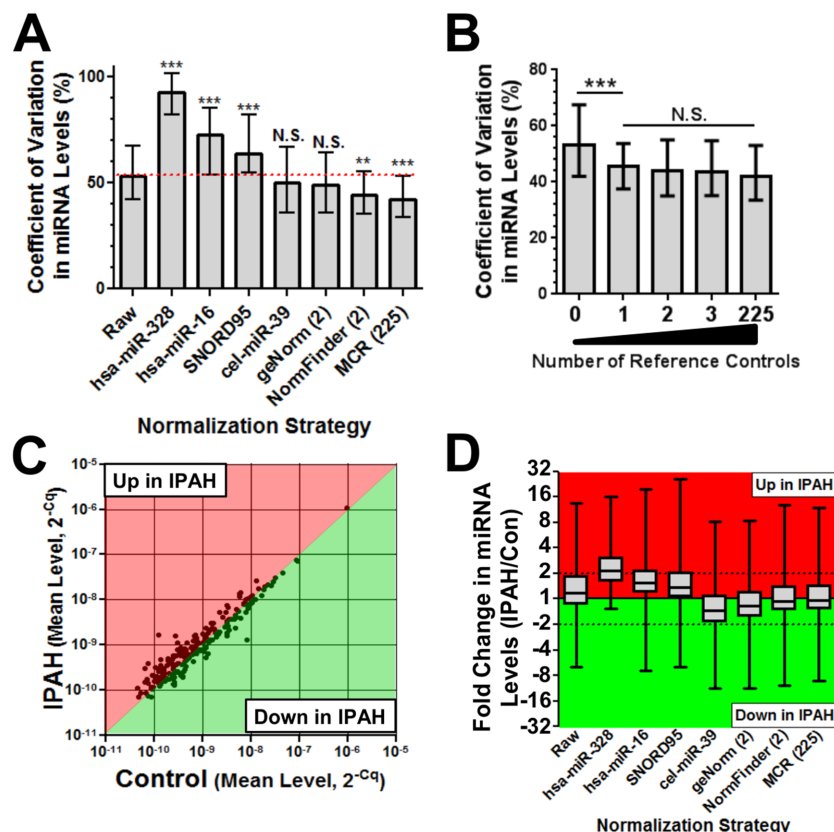 A
Coefficient of Variation
in miRNA Levels (%)
100
50
0
***
***
***
N.S.
N.S.
**
***
Raw
hsa-miR-328
hsa-miR-16
SNORD95
cel-miR-39
geNorm (2)
NormFinder (2)
MCR (225)
Normalization Strategy
B
Coefficient of Variation
in miRNA Levels (%)
80
60
40
20
0
***
N.S.
0 1 2 3 225
Number of Reference Controls
C
IPAH (Mean Level, 2^-Cq)
10^-5
10^-6
10^-7
10^-8
10^-9
10^-10
10^-11
Up in IPAH
Down in IPAH
10^-11 10^-10 10^-9 10^-8 10^-7 10^-6 10^-5
Control (Mean Level, 2^-Cq)
D
Fold Change in miRNA
Levels (IPAH/Con)
32
16
8
4
2
1
-2
-4
-8
-16
-32
Up in IPAH
Down in IPAH
Raw
hsa-miR-328
hsa-miR-16
SNORD95
cel-miR-39
geNorm (2)
NormFinder (2)
MCR (225)
Normalization Strategy